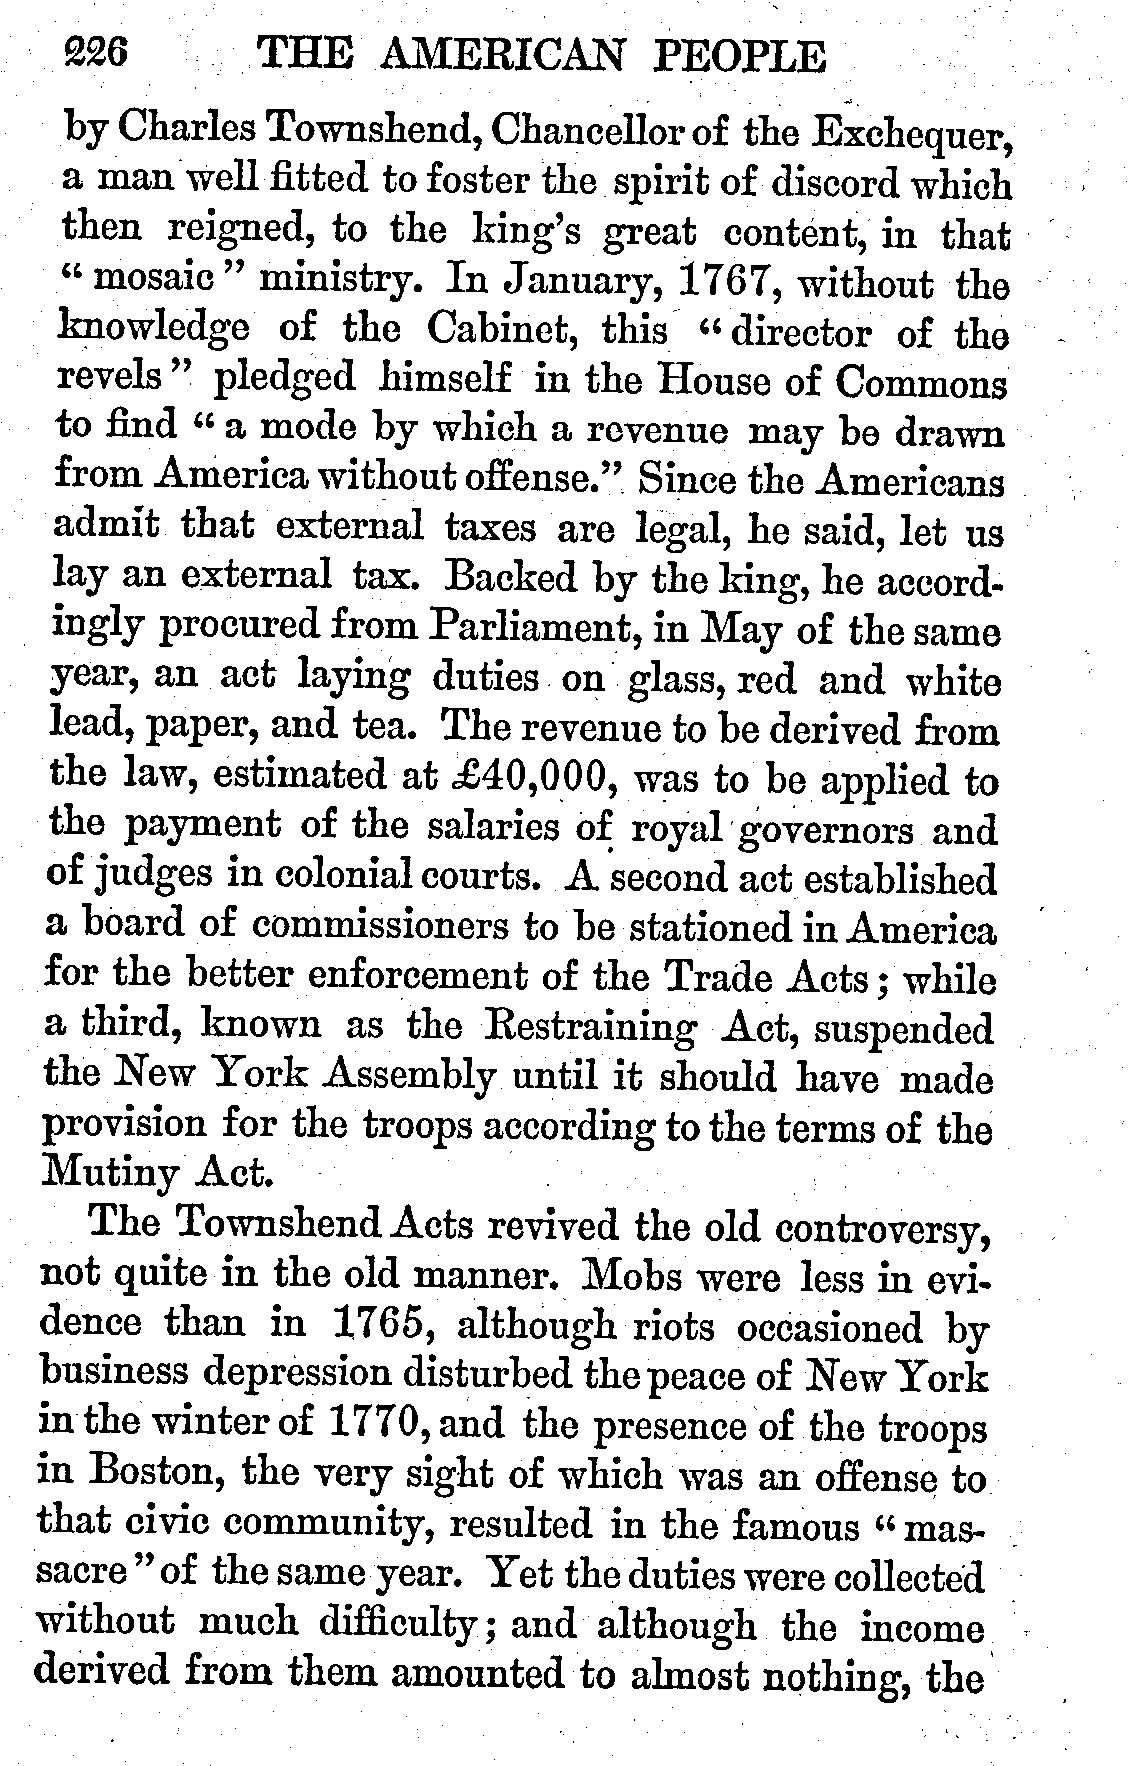 226 THE AMERICAN PEOPLE
by Charles Townshend, Chancellor of the Exchequer,
a man well fitted to foster the spirit of discord which
then reigned, to the king's great content, in that
“ mosaic ” ministry. In January, 1767, without the
knowledge of the Cabinet, this “ director of the
revels ” pledged himself in the House of Commons
to find “ a mode by which a revenue may be drawn
from America without offense.” Since the Americans
admit that external taxes are legal, he said, let us
lay an external tax. Backed by the king, he accord-
ingly procured from Parliament, in May of the same
year, an act laying duties on glass, red and white
lead, paper, and tea. The revenue to be derived from
the law, estimated at £40,000, was to be applied to
the payment of the salaries of royal governors and
of judges in colonial courts. A second act established
a board of commissioners to be stationed in America
for the better enforcement of the Trade Acts; while
a third, known as the Restraining Act, suspended
the New York Assembly until it should have made
provision for the troops according to the terms of the
Mutiny Act.
The Townshend Acts revived the old controversy,
not quite in the old manner. Mobs were less in evi-
dence than in 1765, although riots occasioned by
business depression disturbed the peace of New York
in the winter of 1770, and the presence of the troops
in Boston, the very sight of which was an offense to
that civic community, resulted in the famous “ mas-
sacre ” of the same year. Yet the duties were collected
without much difficulty; and although the income
derived from them amounted to almost nothing, the